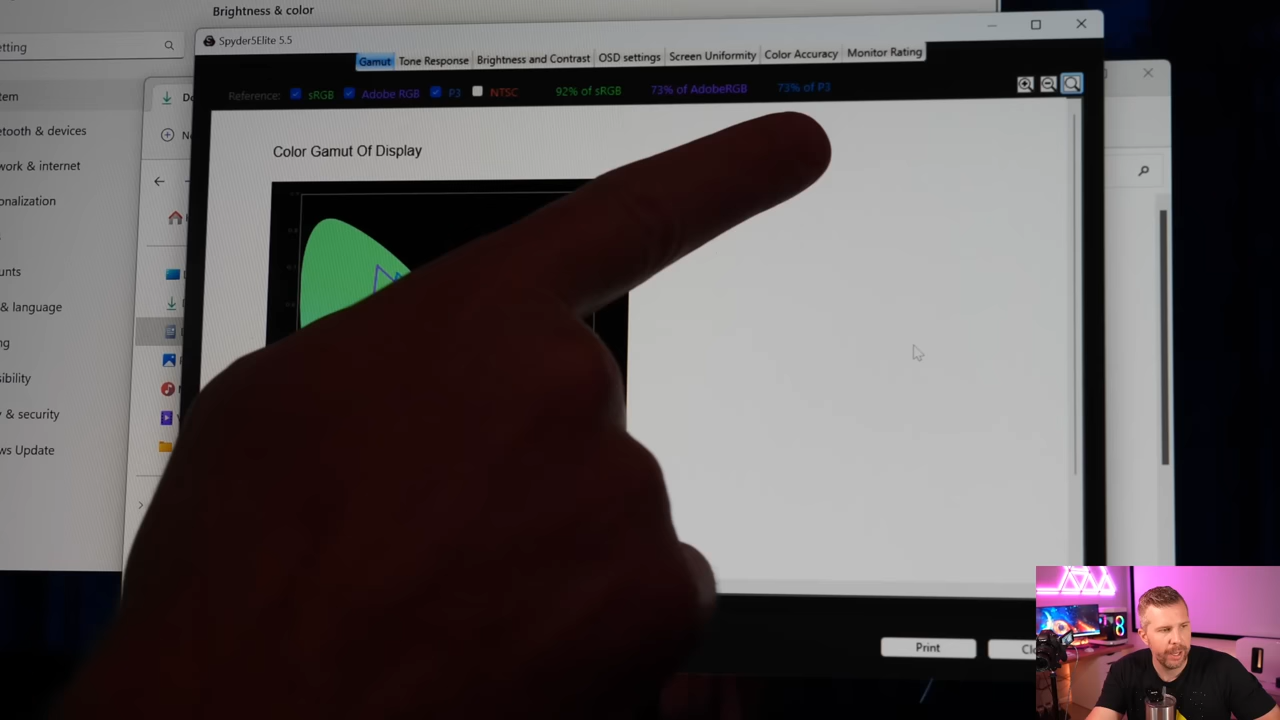 Brightness & color
etting
Spyder5Elite 5.5
Gamut Tone Response Brightness and Contrast OSD settings Screen Uniformity Color Accuracy Monitor Rating
Reference: sRGB Adobe RGB P3 NTSC 92% of sRGB 73% of AdobeRGB 73% of P3
tem
etooth & devices
work & internet
onalization
unts
& language
ng
sibility
y & security
ws Update
Color Gamut Of Display
Print